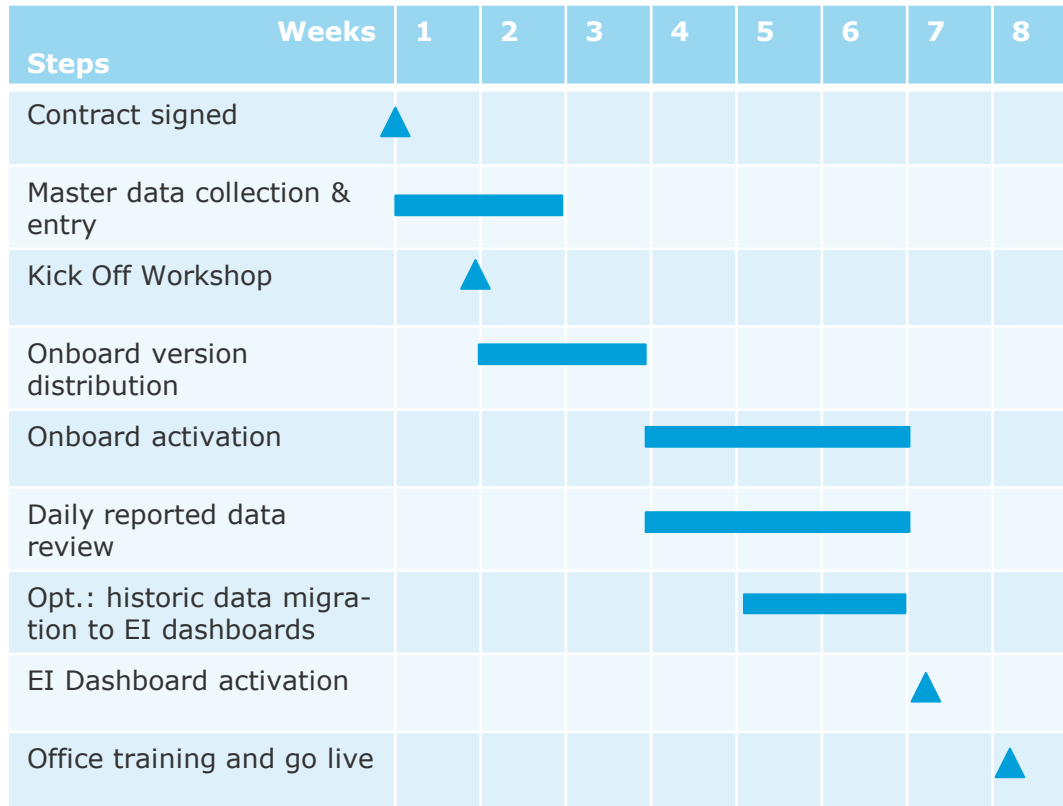 Weeks 1 2 3 4 5 6 7 8
Steps
Contract signed
Master data collection &
entry
Kick Off Workshop
Onboard version
distribution
Onboard activation
Daily reported data
review
Opt.: historic data migra-
tion to EI dashboards
EI Dashboard activation
Office training and go live